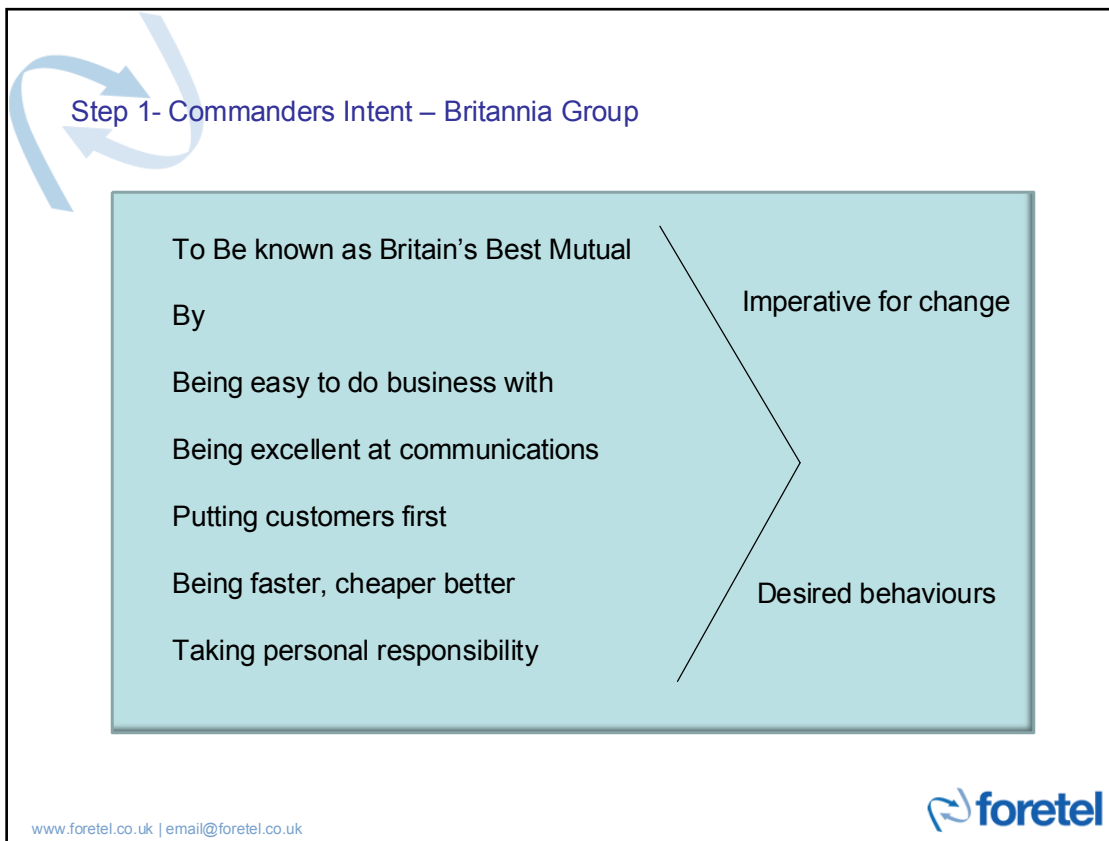 Step 1- Commanders Intent – Britannia Group
To Be known as Britain's Best Mutual
By
Being easy to do business with
Being excellent at communications
Putting customers first
Being faster, cheaper better
Taking personal responsibility
Imperative for change
Desired behaviours
www.foretel.co.uk | email@foretel.co.uk
foretel